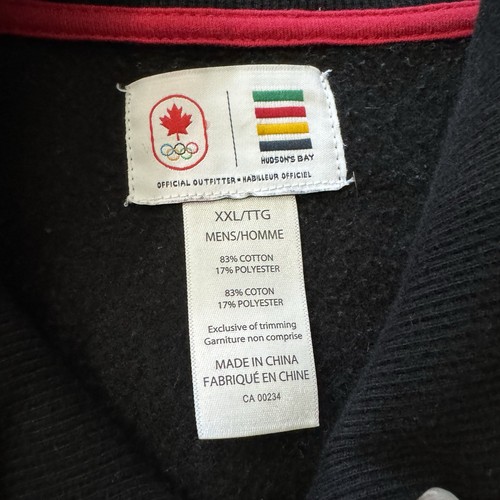 HUDSON'S BAY
OFFICIAL OUTFITTER • HABILLEUR OFFICIEL
XXL/TTG
MENS/HOMME
83% COTTON
17% POLYESTER
83% COTON
17% POLYESTER
Exclusive of trimming
Garniture non comprise
MADE IN CHINA
FABRIQUÉ EN CHINE
CA 00234